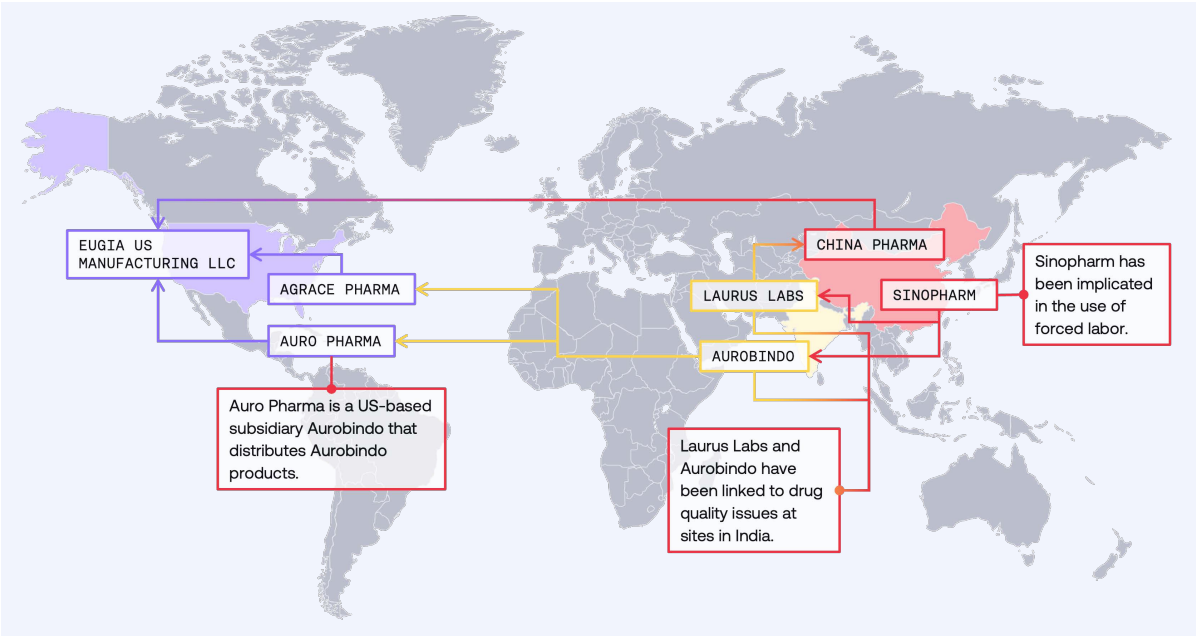 EUGIA US
MANUFACTURING LLC
AGRACE PHARMA
AURO PHARMA
Auro Pharma is a US-based
subsidiary Aurobindo that
distributes Aurobindo
products.
CHINA PHARMA
LAURUS LABS
SINOPHARM
AUROBINDO
Sinopharm has
been implicated
in the use of
forced labor.
Laurus Labs and
Aurobindo have
been linked to drug
quality issues at
sites in India.